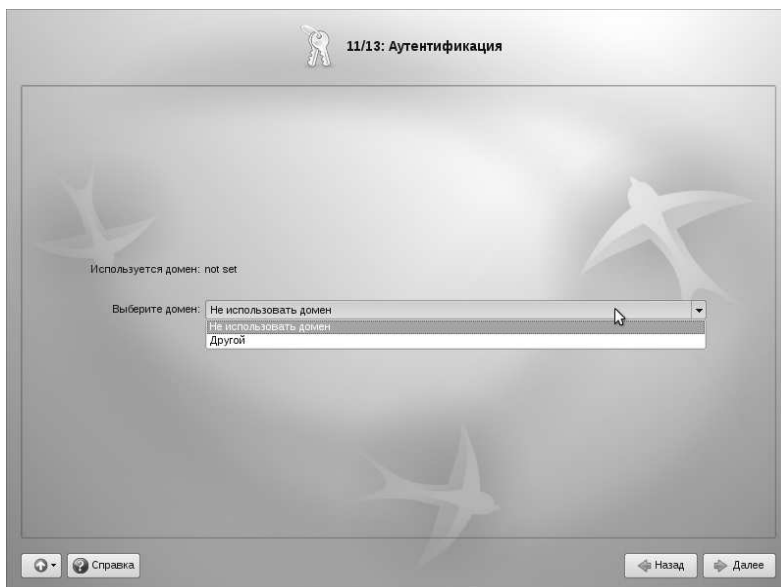 11/13: Аутентификация
Используется домен: not set
Выберите домен: Не использовать домен
Не использовать домен
Другой
Справка
Назад
Далее